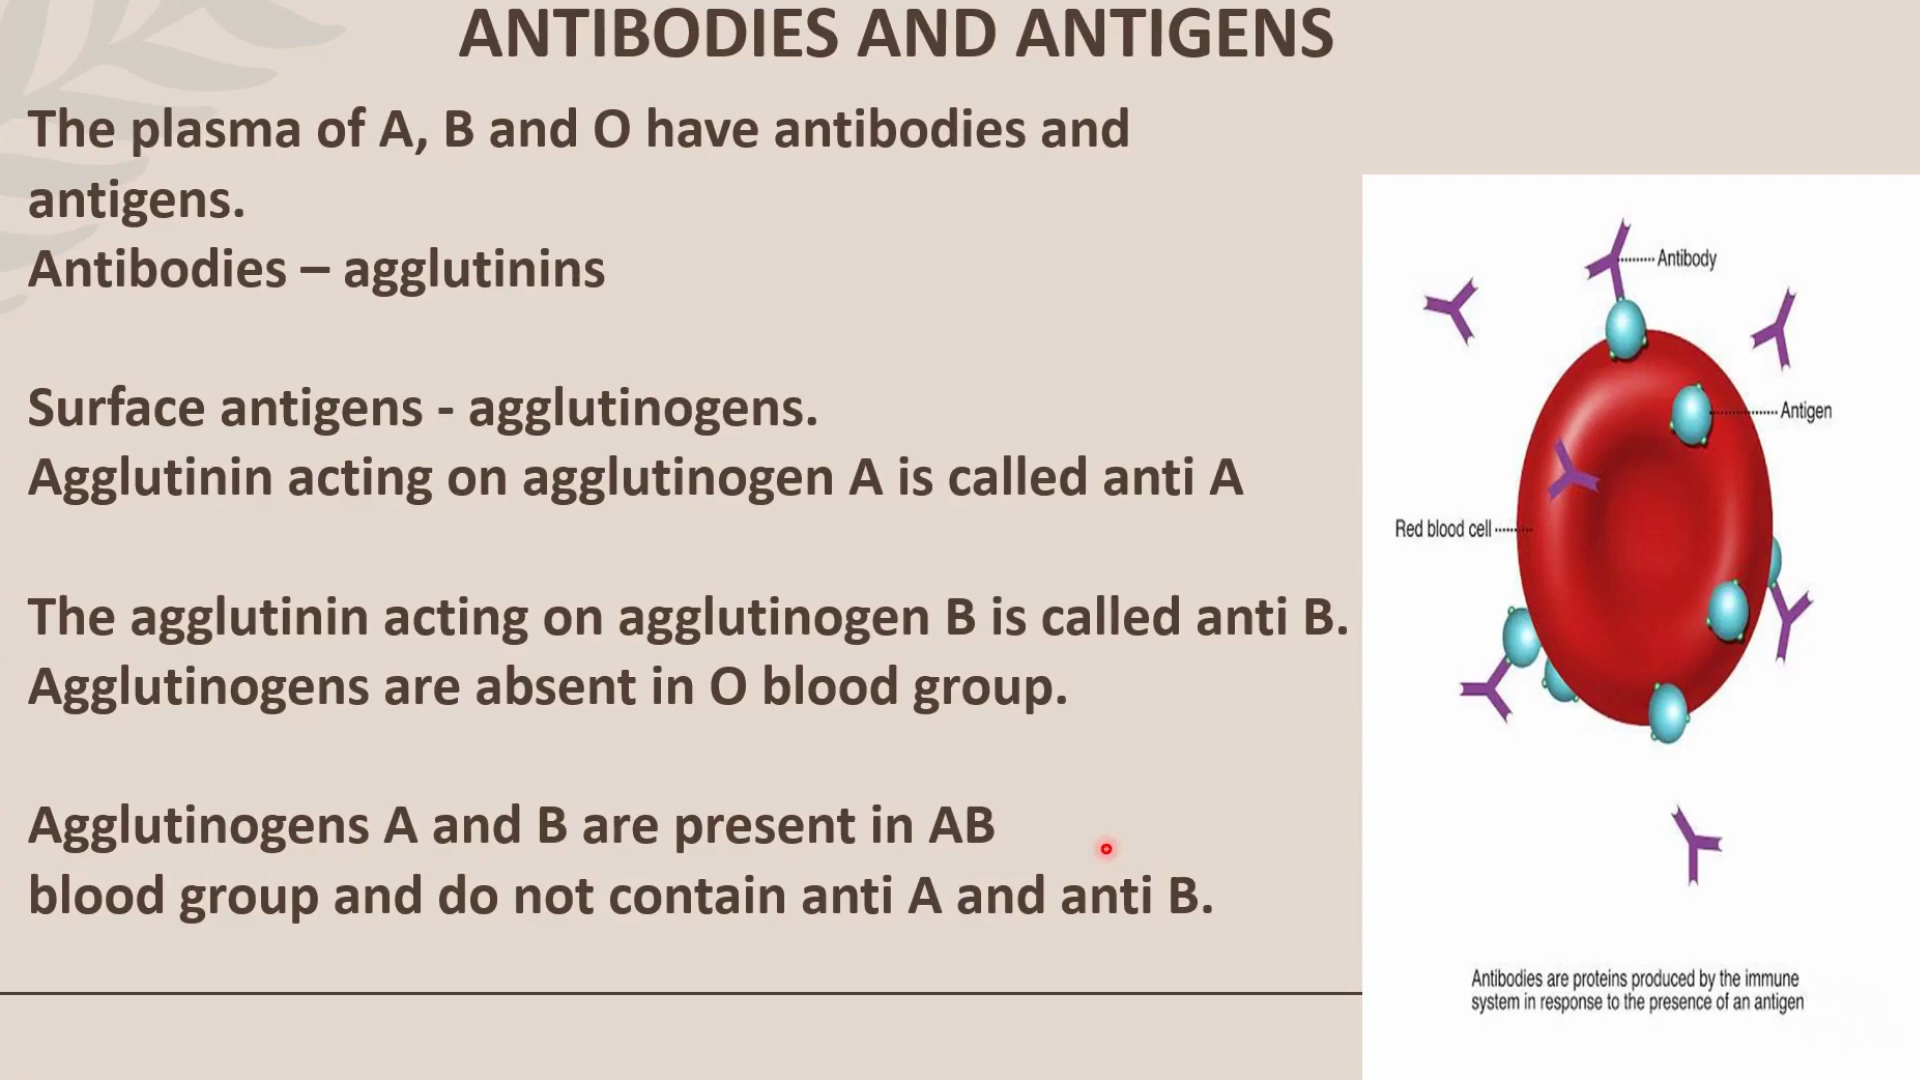 ANTIBODIES AND ANTIGENS
The plasma of A, B and O have antibodies and
antigens.
Antibodies – agglutinins
Surface antigens - agglutinogens.
Agglutinin acting on agglutinogen A is called anti A
The agglutinin acting on agglutinogen B is called anti B.
Agglutinogens are absent in O blood group.
Agglutinogens A and B are present in AB
blood group and do not contain anti A and anti B.
Antibody
Antigen
Red blood cell
Antibodies are proteins produced by the immune
system in response to the presence of an antigen